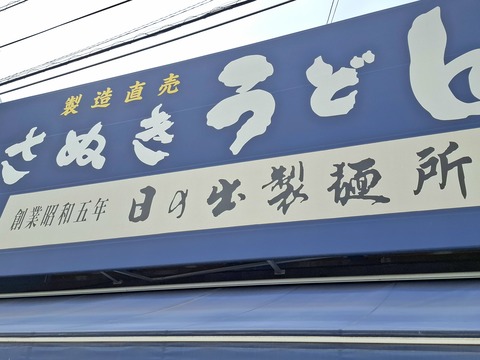 製造直売
さぬきうどん
創業昭和五年 日の出製麺所